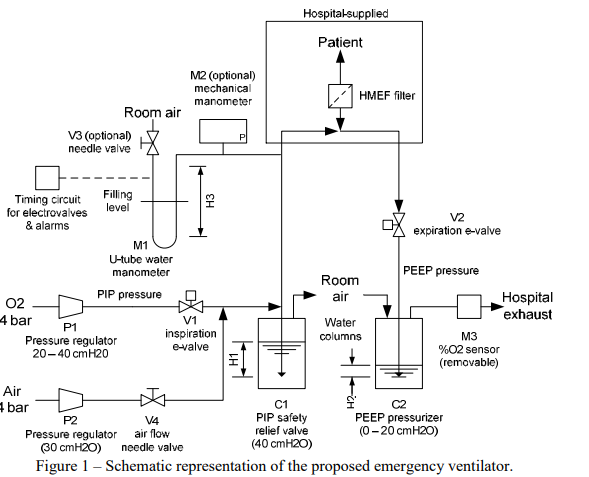 Hospital-supplied
Patient
HMEF filter
M2 (optional)
mechanical
manometer
P
Room air
V3 (optional)
needle valve
Timing circuit
for electrovalves
& alarms
Filling
level
H3
M1
U-tube water
manometer
V2
expiration e-valve
PEEP pressure
O2
4 bar
PIP pressure
P1
Pressure regulator
20 – 40 cmH20
V1
inspiration
e-valve
Room
air
Water
columns
H1
H2
Hospital
exhaust
M3
%O2 sensor
(removable)
Air
4 bar
P2
Pressure regulator
(30 cmH2O)
V4
air flow
needle valve
C1
PIP safety
relief valve
(40 cmH2O)
C2
PEEP pressurizer
(0 – 20 cmH2O)
Figure 1 – Schematic representation of the proposed emergency ventilator.